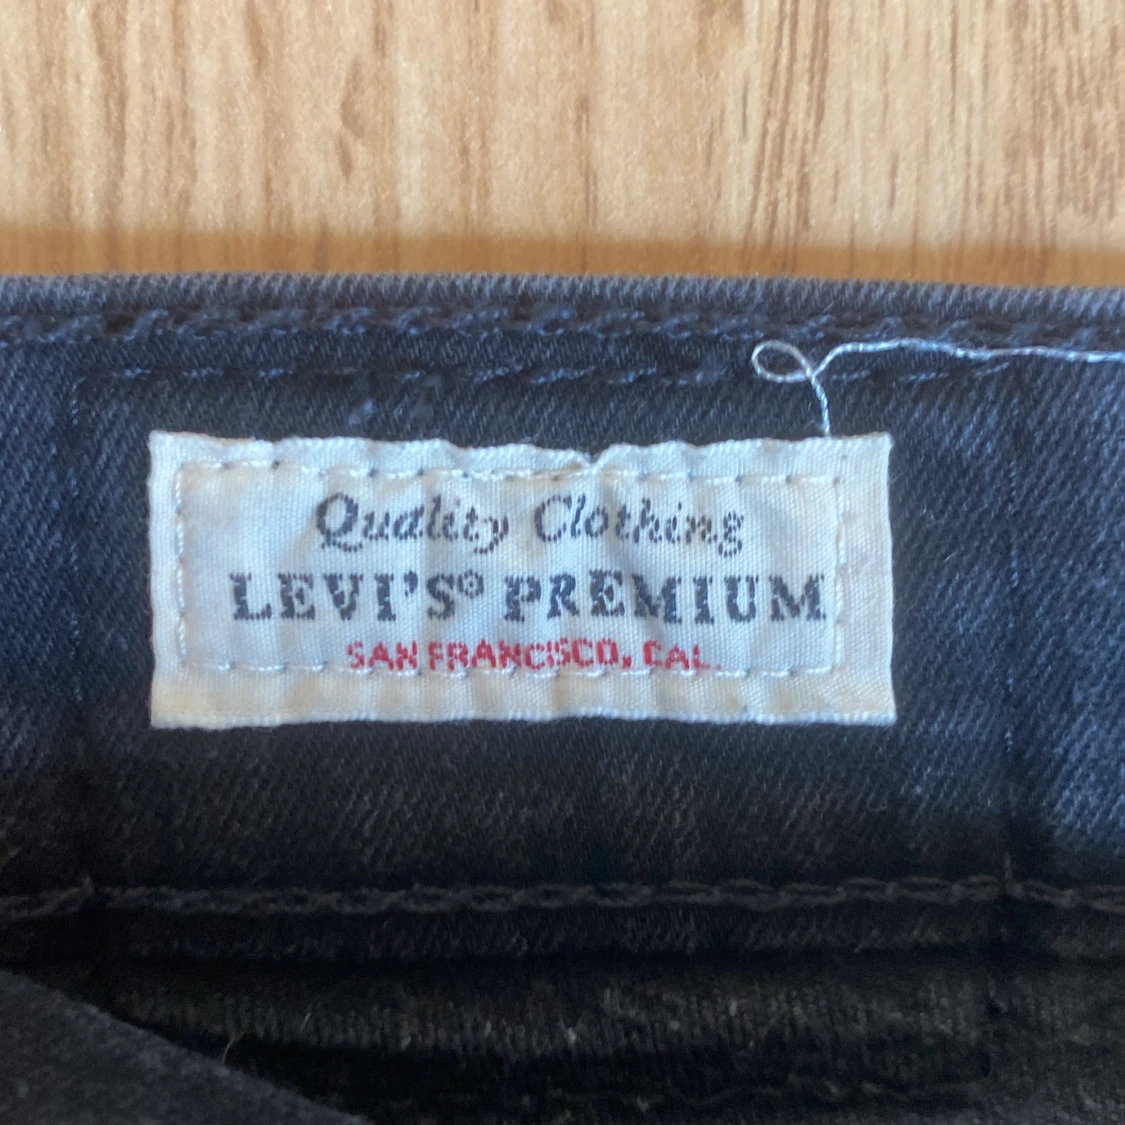 Quality Clothing
LEVI'S® PREMIUM
SAN FRANCISCO, CAL.